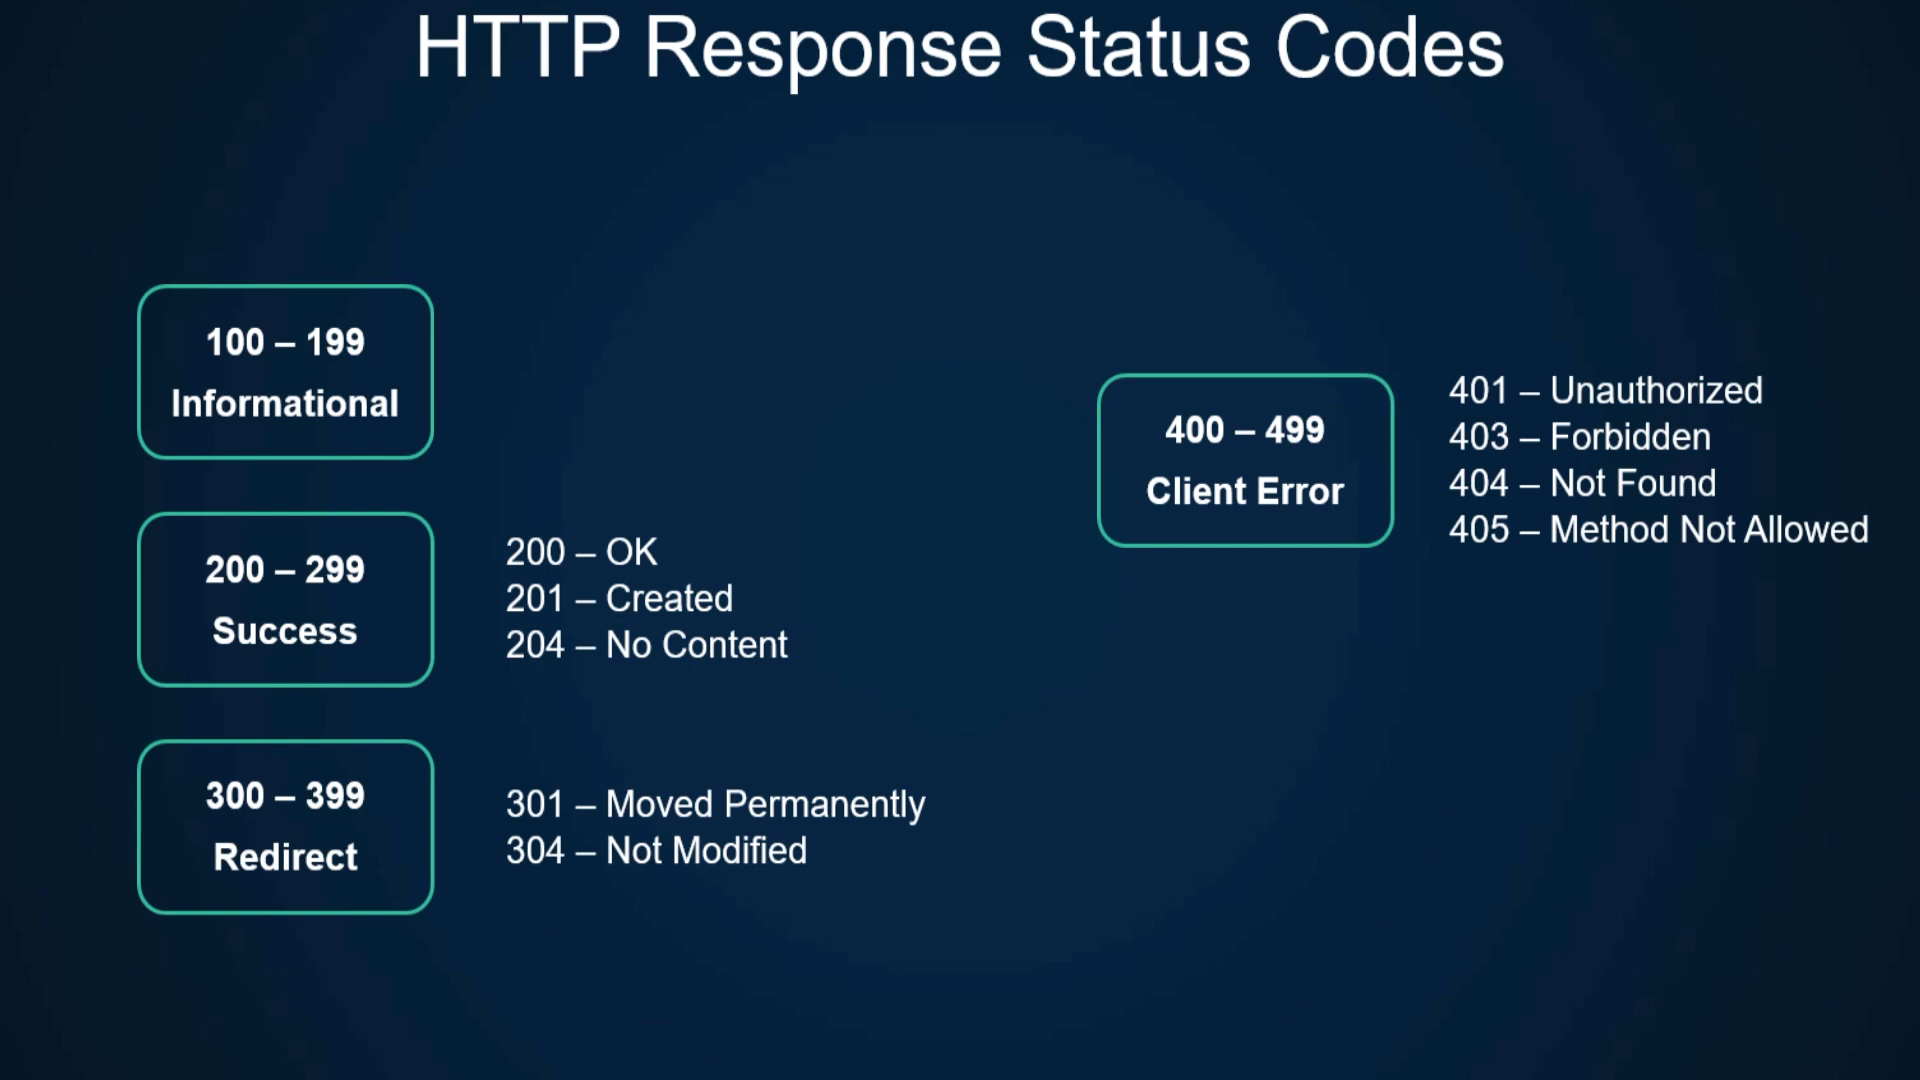 HTTP Response Status Codes
100 – 199
Informational
200 – 299
Success
200 – OK
201 – Created
204 – No Content
300 – 399
Redirect
301 – Moved Permanently
304 – Not Modified
400 – 499
Client Error
401 – Unauthorized
403 – Forbidden
404 – Not Found
405 – Method Not Allowed